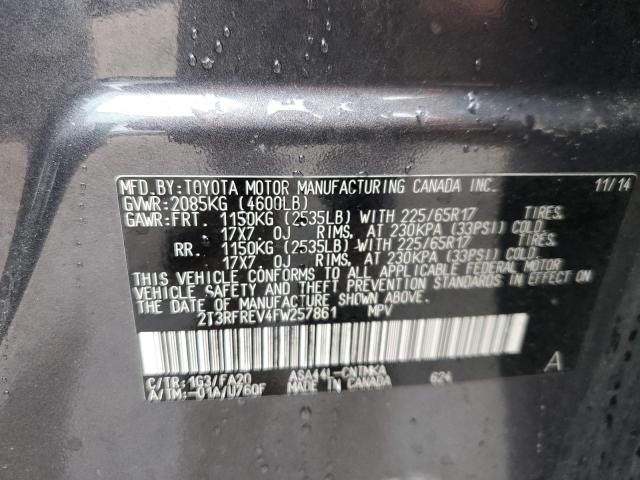 MFD.BY:TOYOTA MOTOR MANUFACTURING CANADA INC. 11/14
GVWR:2085KG (4600LB)
GAWR:FRT. 1150KG (2535LB) WITH 225/65R17 TIRES,
17X7.0J RIMS, AT 230KPA (33PSI) COLD.
RR. 1150KG (2535LB) WITH 225/65R17 TIRES,
17X7.0J RIMS, AT 230KPA (33PSI) COLD.
THIS VEHICLE CONFORMS TO ALL APPLICABLE FEDERAL MOTOR
VEHICLE SAFETY AND THEFT PREVENTION STANDARDS IN EFFECT ON
THE DATE OF MANUFACTURE SHOWN ABOVE.
2T3RFREV4FW257861 MPV
A
C/TR:1G3/FA20 ASA44L-CNTMKA 624
A/TM:-01A/U760F MADE IN CANADA